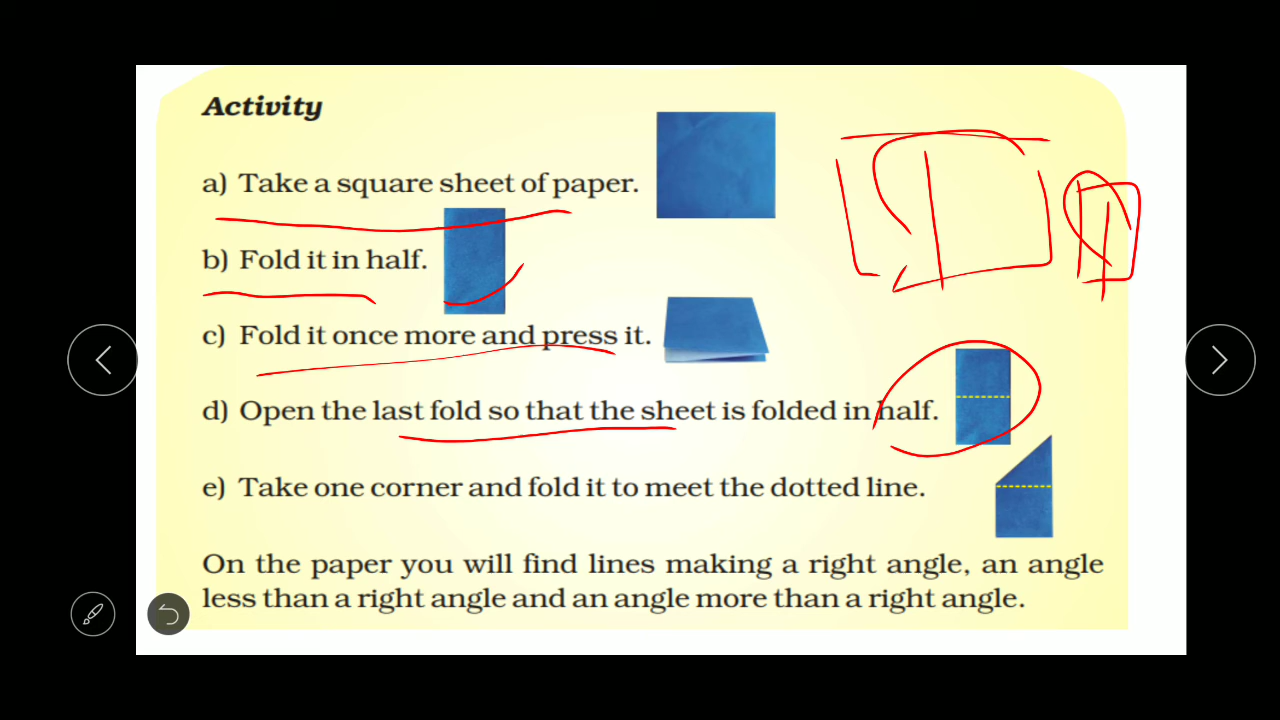 Activity
a) Take a square sheet of paper.
b) Fold it in half.
c) Fold it once more and press it.
d) Open the last fold so that the sheet is folded in half.
e) Take one corner and fold it to meet the dotted line.
On the paper you will find lines making a right angle, an angle
less than a right angle and an angle more than a right angle.